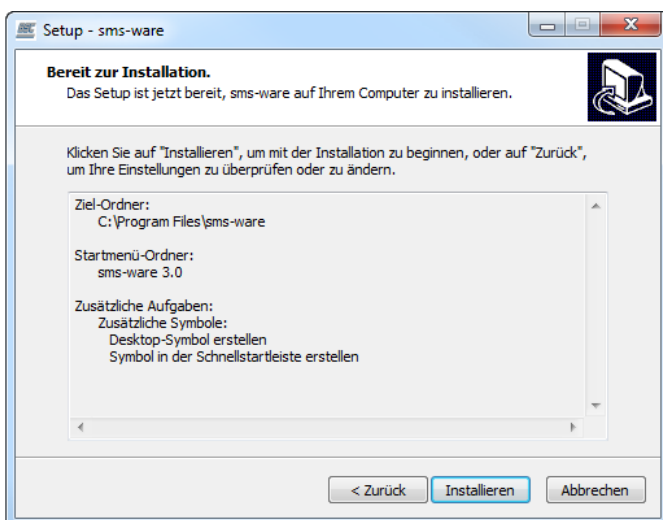 Setup - sms-ware
Bereit zur Installation.
Das Setup ist jetzt bereit, sms-ware auf Ihrem Computer zu installieren.
Klicken Sie auf "Installieren", um mit der Installation zu beginnen, oder auf "Zurück",
um Ihre Einstellungen zu überprüfen oder zu ändern.
Ziel-Ordner:
C:\Program Files\sms-ware
Startmenü-Ordner:
sms-ware 3.0
Zusätzliche Aufgaben:
Zusätzliche Symbole:
Desktop-Symbol erstellen
Symbol in der Schnellstartleiste erstellen
< Zurück
Installieren
Abbrechen